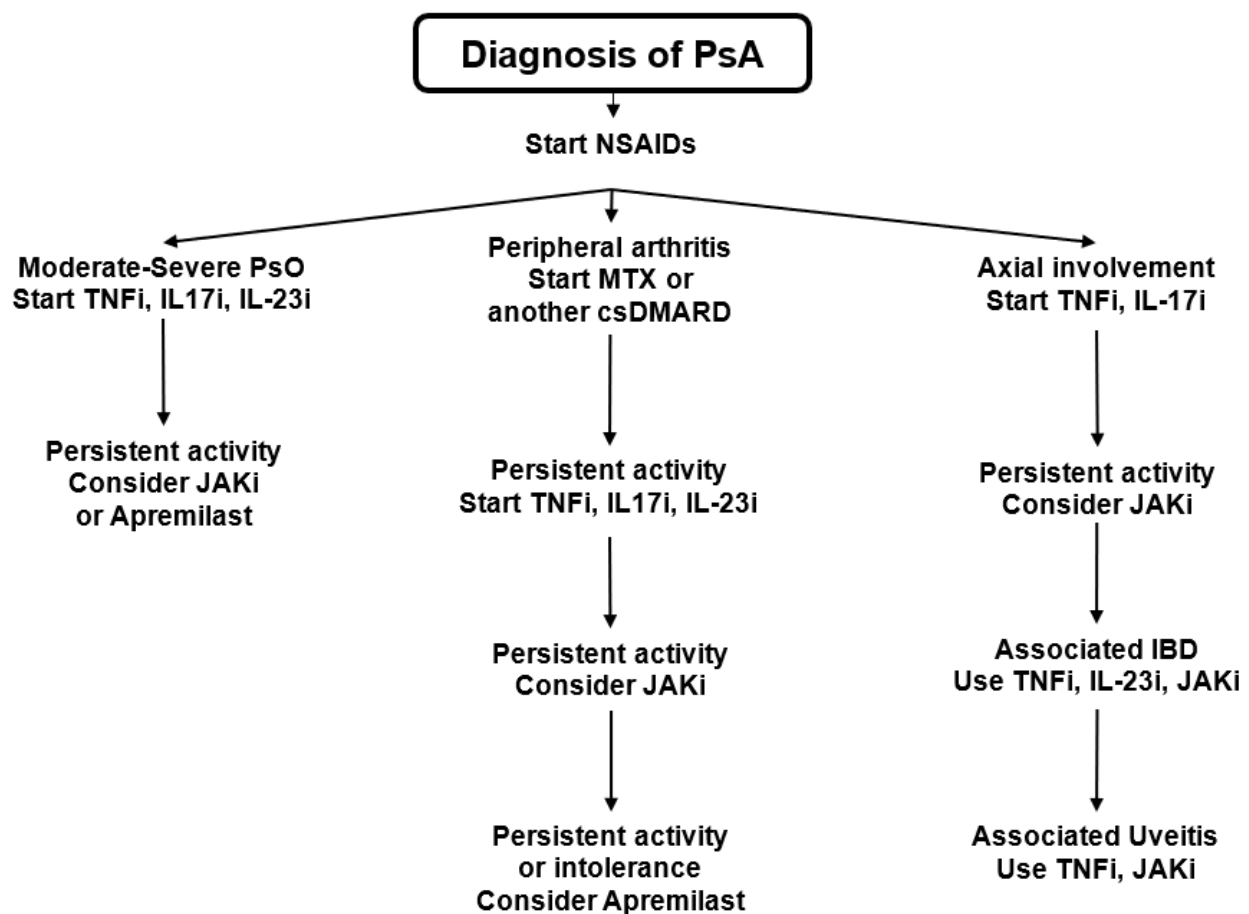 Diagnosis of PsA
Start NSAIDs
Moderate-Severe PsO
Start TNFi, IL17i, IL-23i
Persistent activity
Consider JAKi
or Apremilast
Peripheral arthritis
Start MTX or
another csDMARD
Persistent activity
Start TNFi, IL17i, IL-23i
Persistent activity
Consider JAKi
Persistent activity
or intolerance
Consider Apremilast
Axial involvement
Start TNFi, IL-17i
Persistent activity
Consider JAKi
Associated IBD
Use TNFi, IL-23i, JAKi
Associated Uveitis
Use TNFi, JAKi